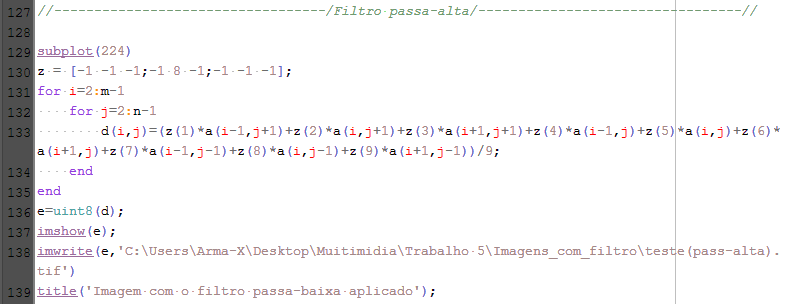 127 //--------------------------------/Filtro passa-alta/-------------------------------//
128
129 subplot(224)
130 z = [-1 -1 -1;-1 8 -1;-1 -1 -1];
131 for i=2:m-1
132     for j=2:n-1
133         d(i,j)=(z(1)*a(i-1,j+1)+z(2)*a(i,j+1)+z(3)*a(i+1,j+1)+z(4)*a(i-1,j)+z(5)*a(i,j)+z(6)*
a(i+1,j)+z(7)*a(i-1,j-1)+z(8)*a(i,j-1)+z(9)*a(i+1,j-1))/9;
134     end
135 end
136 e=uint8(d);
137 imshow(e);
138 imwrite(e,'C:\Users\Arma-X\Desktop\Muitimidia\Trabalho 5\Imagens_com_filtro\teste(pass-alta).
tif')
139 title('Imagem com o filtro passa-baixa aplicado');